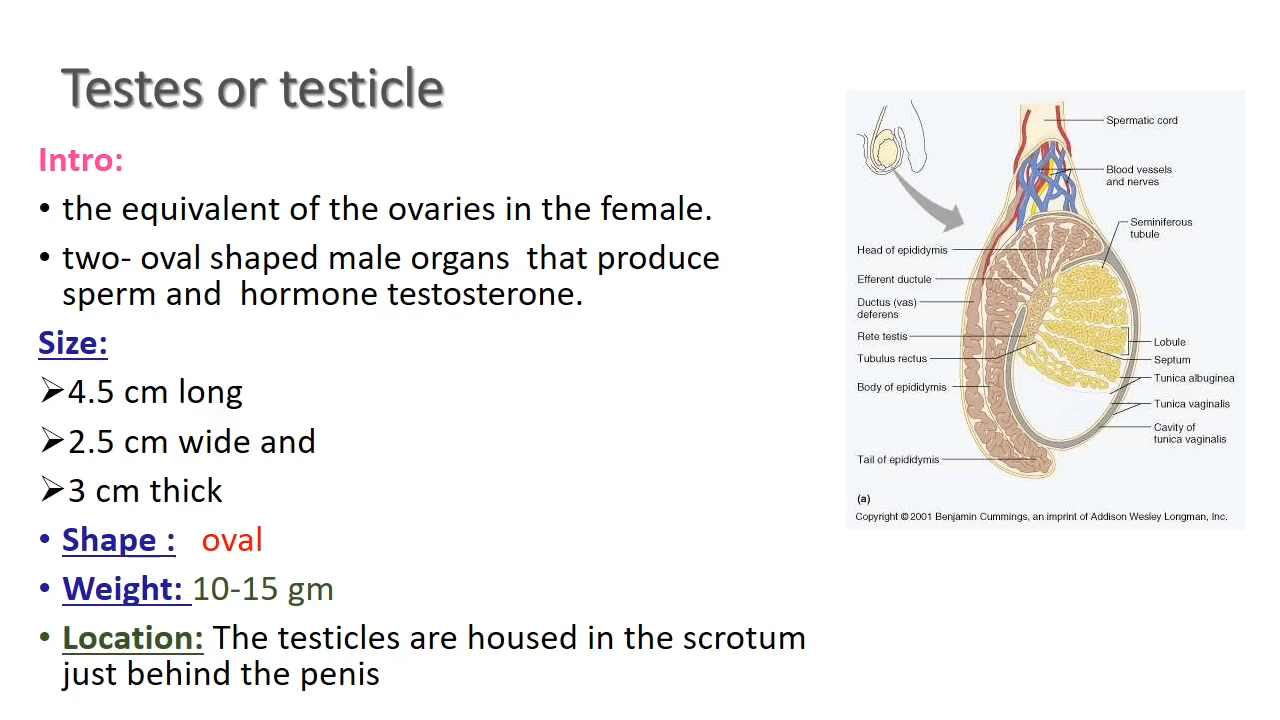 Testes or testicle
Intro:
• the equivalent of the ovaries in the female.
• two- oval shaped male organs  that produce
sperm and  hormone testosterone.
Size:
➢4.5 cm long
➢2.5 cm wide and
➢3 cm thick
• Shape :   oval
• Weight: 10-15 gm
• Location: The testicles are housed in the scrotum
just behind the penis
Spermatic cord
Blood vessels
and nerves
Seminiferous
tubule
Head of epididymis
Efferent ductule
Ductus (vas)
deferens
Rete testis
Tubulus rectus
Body of epididymis
Tail of epididymis
Lobule
Septum
Tunica albuginea
Tunica vaginalis
Cavity of
tunica vaginalis
(a)
Copyright © 2001 Benjamin Cummings, an imprint of Addison Wesley Longman, Inc.